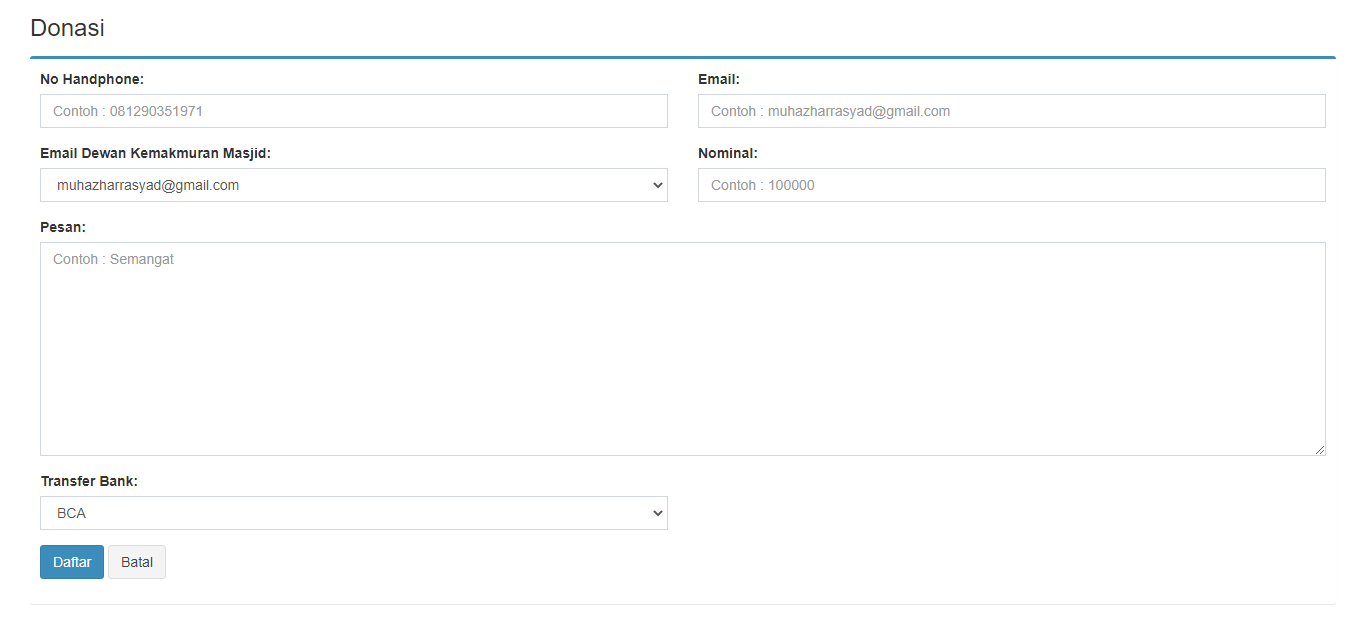 Donasi
No Handphone:
Email:
Contoh : 081290351971
Contoh : muhazharrasyad@gmail.com
Email Dewan Kemakmuran Masjid:
Nominal:
muhazharrasyad@gmail.com
Contoh : 100000
Pesan:
Contoh : Semangat
Transfer Bank:
BCA
Daftar
Batal